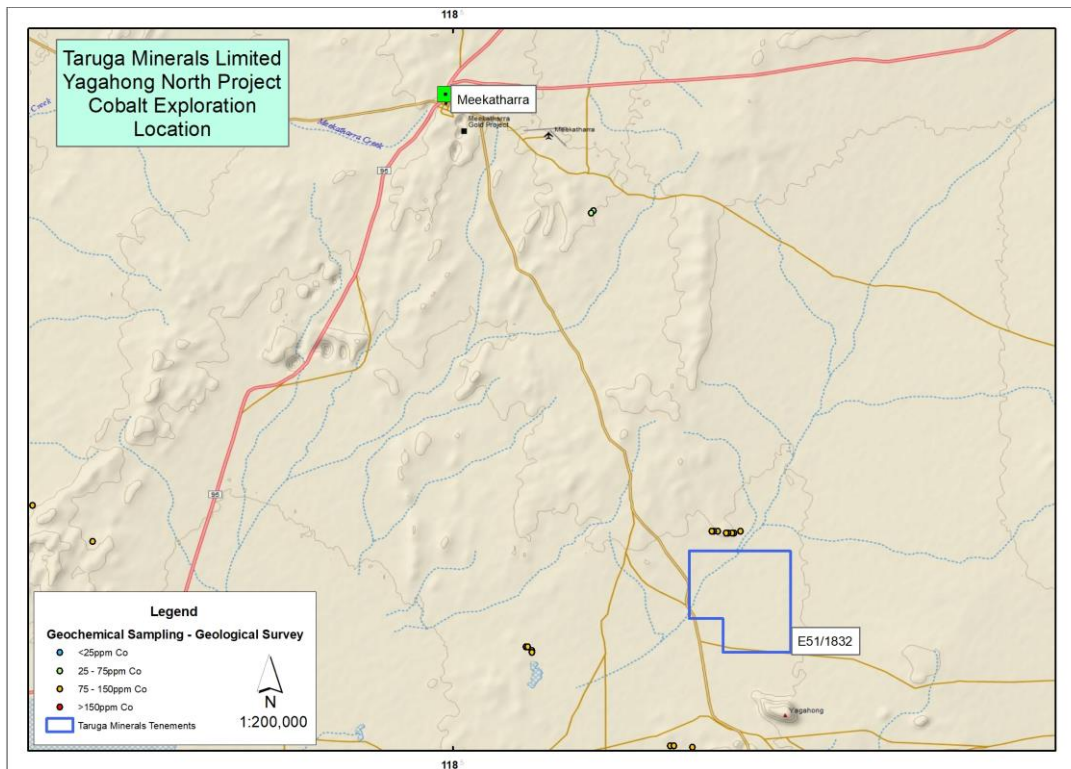 118°
Taruga Minerals Limited
Yagahong North Project
Cobalt Exploration
Location
Creek
Meekatharra Creek
Meekatharra
Meekatharra
Gold Project
Meekatharra
95
95
E51/1832
Yagahong
Legend
Geochemical Sampling - Geological Survey
<25ppm Co
25 - 75ppm Co
75 - 150ppm Co
>150ppm Co
Taruga Minerals Tenements
N
1:200,000
118°